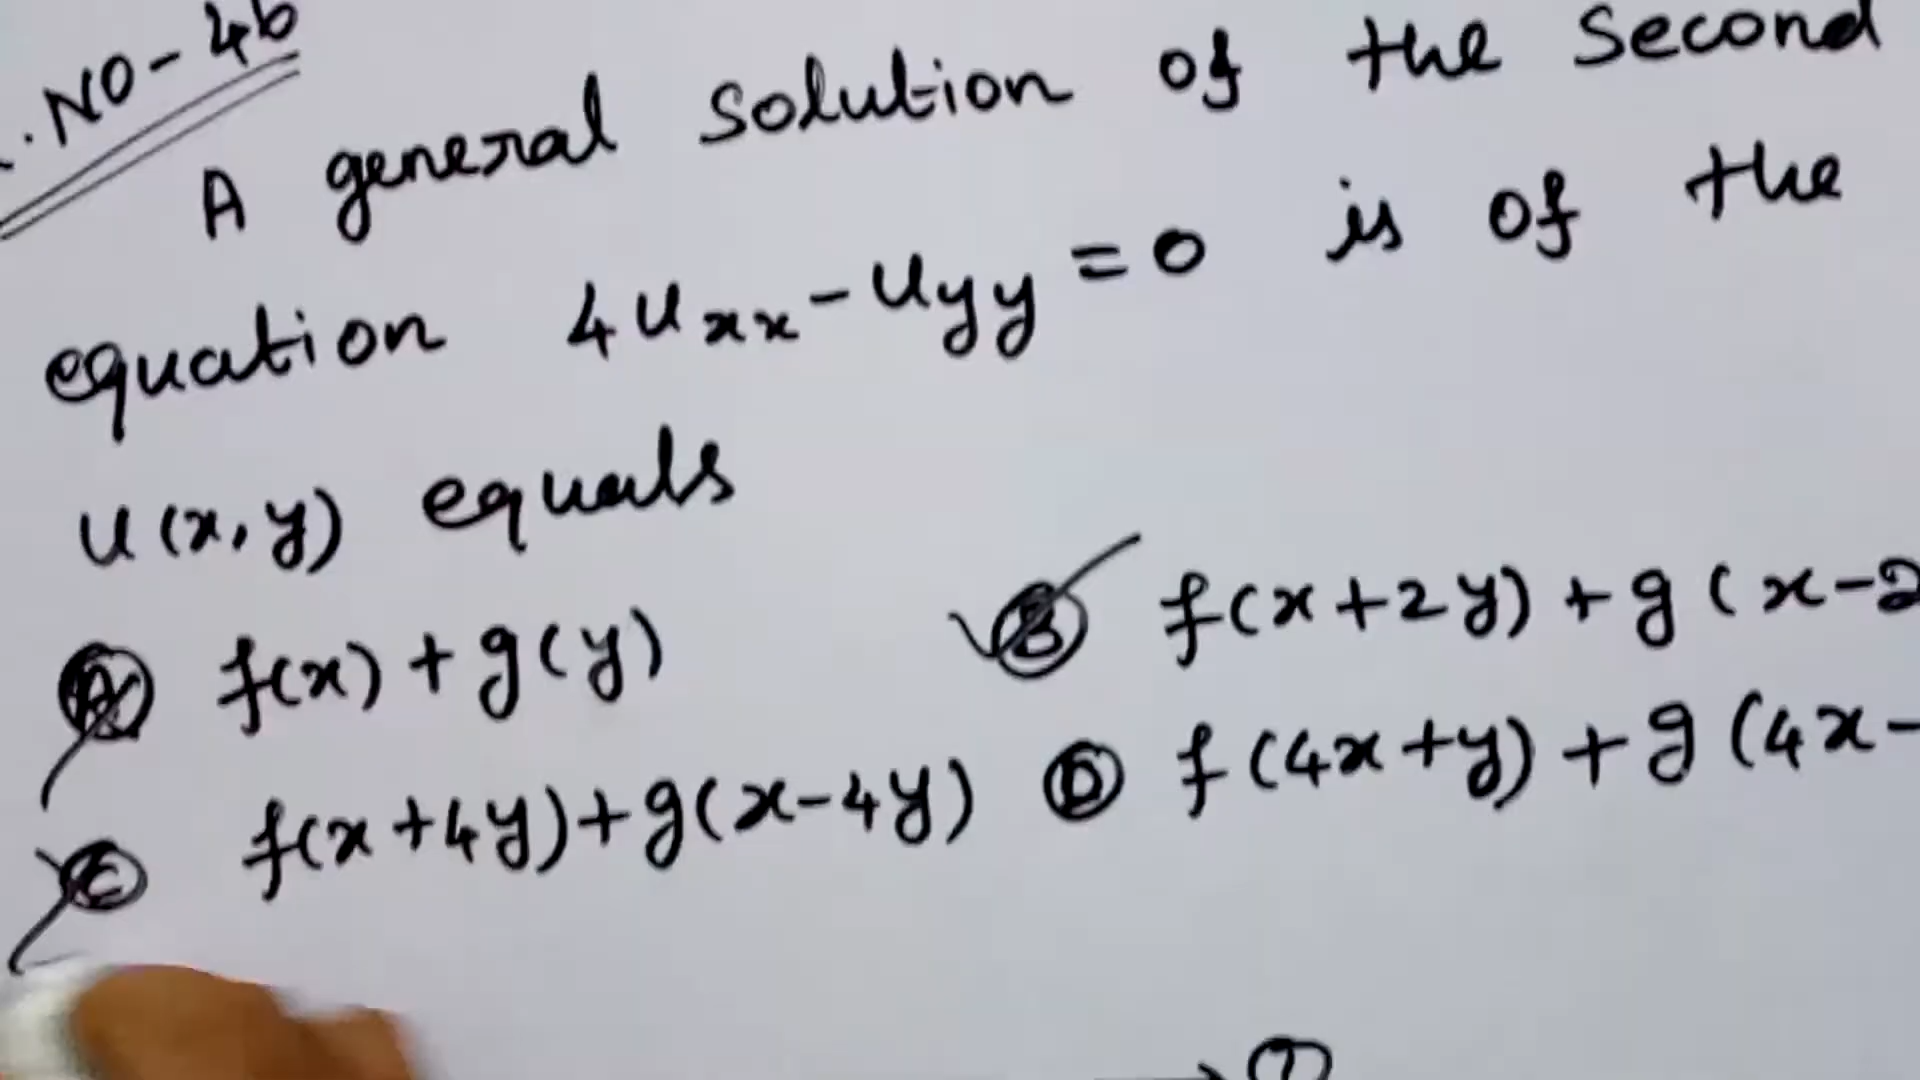 . NO - 46
A general solution of the second
equation 4uxx - uyy = 0 is of the
u(x, y) equals
Ⓐ f(x) + g(y) Ⓑ f(x+2y) + g(x-2
Ⓒ f(x+4y)+g(x-4y) Ⓓ f(4x+y) + g(4x-
→ ①